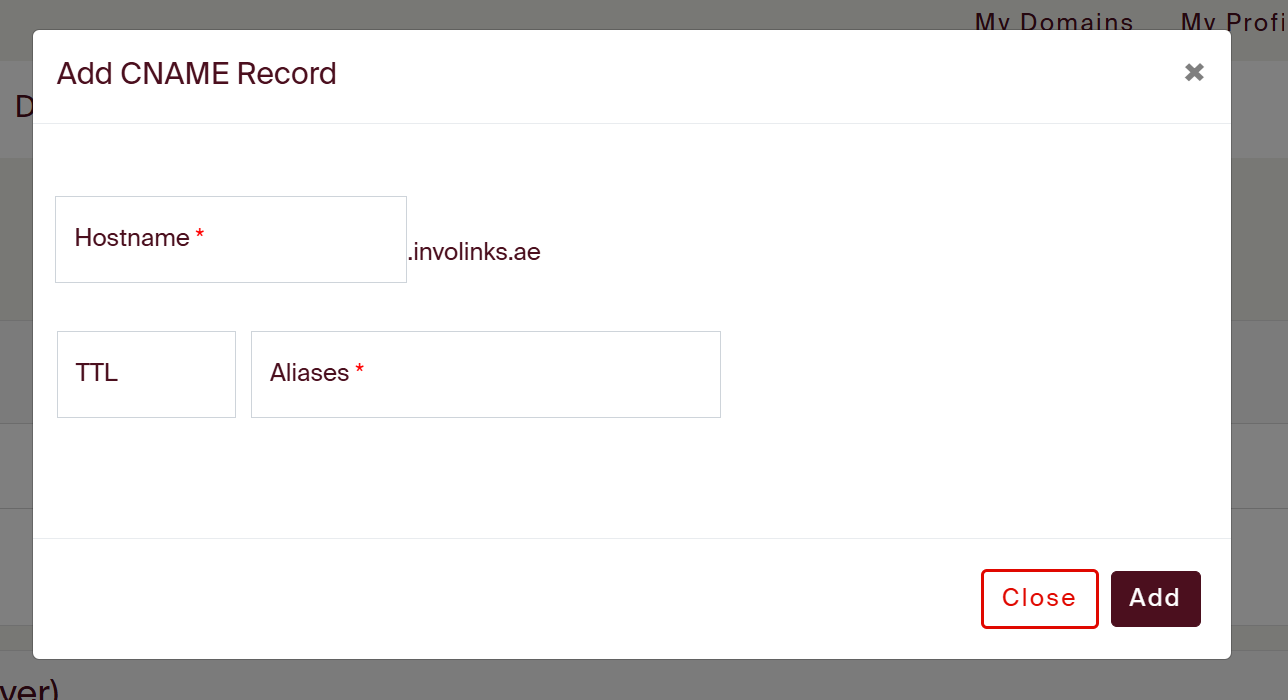 My Domains My Profi
Add CNAME Record ✖
D
Hostname *
.involinks.ae
TTL Aliases *
Close Add
ver)